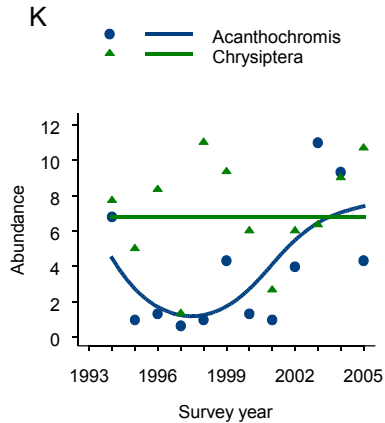 K
Acanthochromis
Chrysiptera
12
10
8
6
4
2
0
Abundance
1993 1996 1999 2002 2005
Survey year